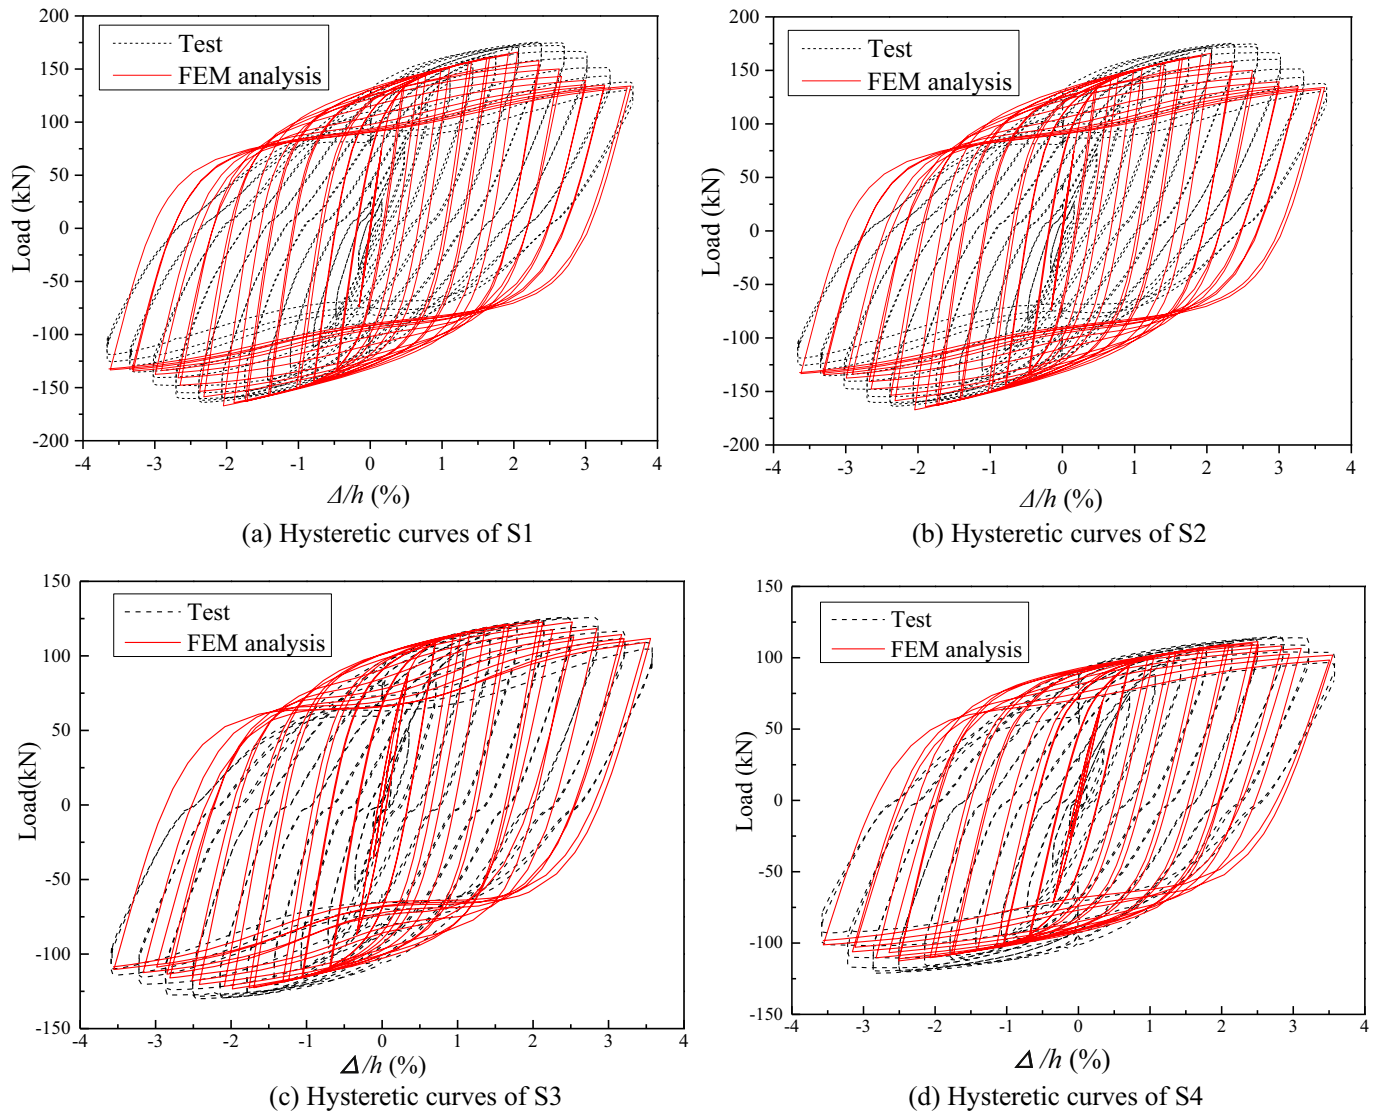 200
150
100
50
0
-50
-100
-150
-200
Load (kN)
Test
FEM analysis
-4 -3 -2 -1 0 1 2 3 4
Δ/h (%)
(a) Hysteretic curves of S1
200
150
100
50
0
-50
-100
-150
-200
Load (kN)
Test
FEM analysis
-4 -3 -2 -1 0 1 2 3 4
Δ/h (%)
(b) Hysteretic curves of S2
150
100
50
0
-50
-100
-150
Load(kN)
Test
FEM analysis
-4 -3 -2 -1 0 1 2 3 4
Δ/h (%)
(c) Hysteretic curves of S3
150
100
50
0
-50
-100
-150
Load (kN)
Test
FEM analysis
-4 -3 -2 -1 0 1 2 3 4
Δ/h (%)
(d) Hysteretic curves of S4